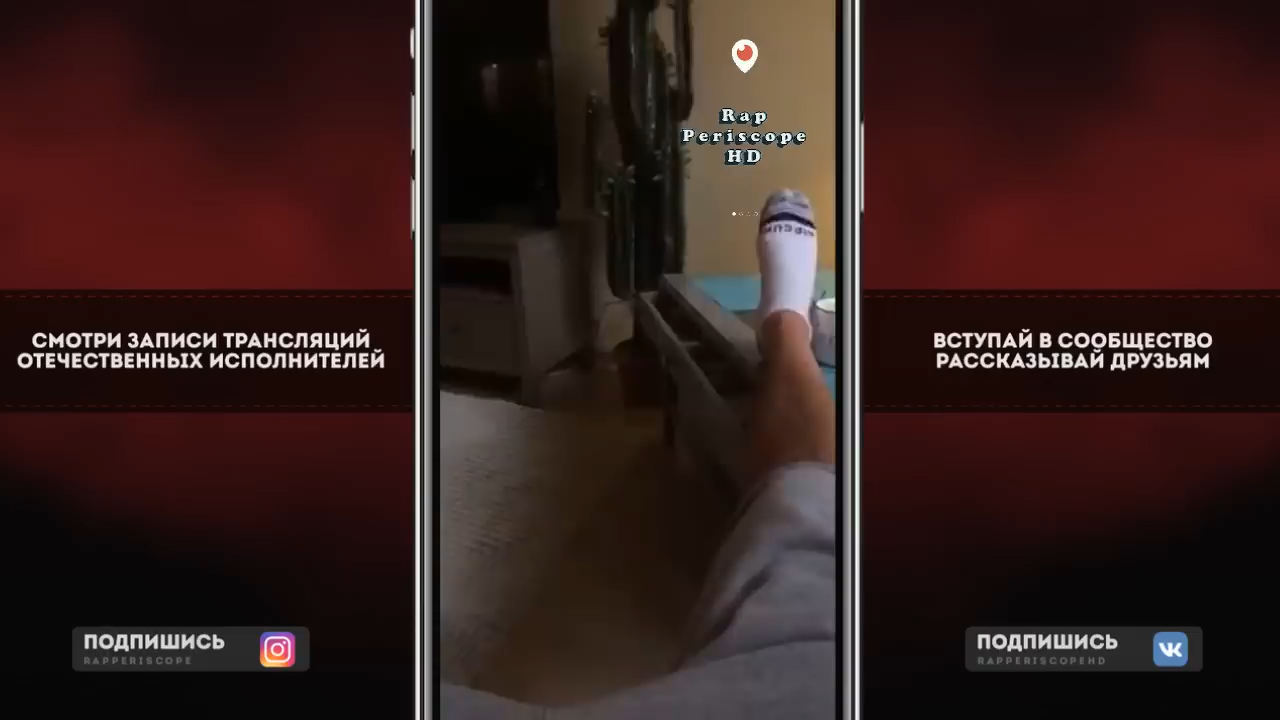 Rap
Periscope
HD
СМОТРИ ЗАПИСИ ТРАНСЛЯЦИЙ
ОТЕЧЕСТВЕННЫХ ИСПОЛНИТЕЛЕЙ
ВСТУПАЙ В СООБЩЕСТВО
РАССКАЗЫВАЙ ДРУЗЬЯМ
ПОДПИШИСЬ
RAPPERISCOPE
ПОДПИШИСЬ
RAPPERISCOPEHD